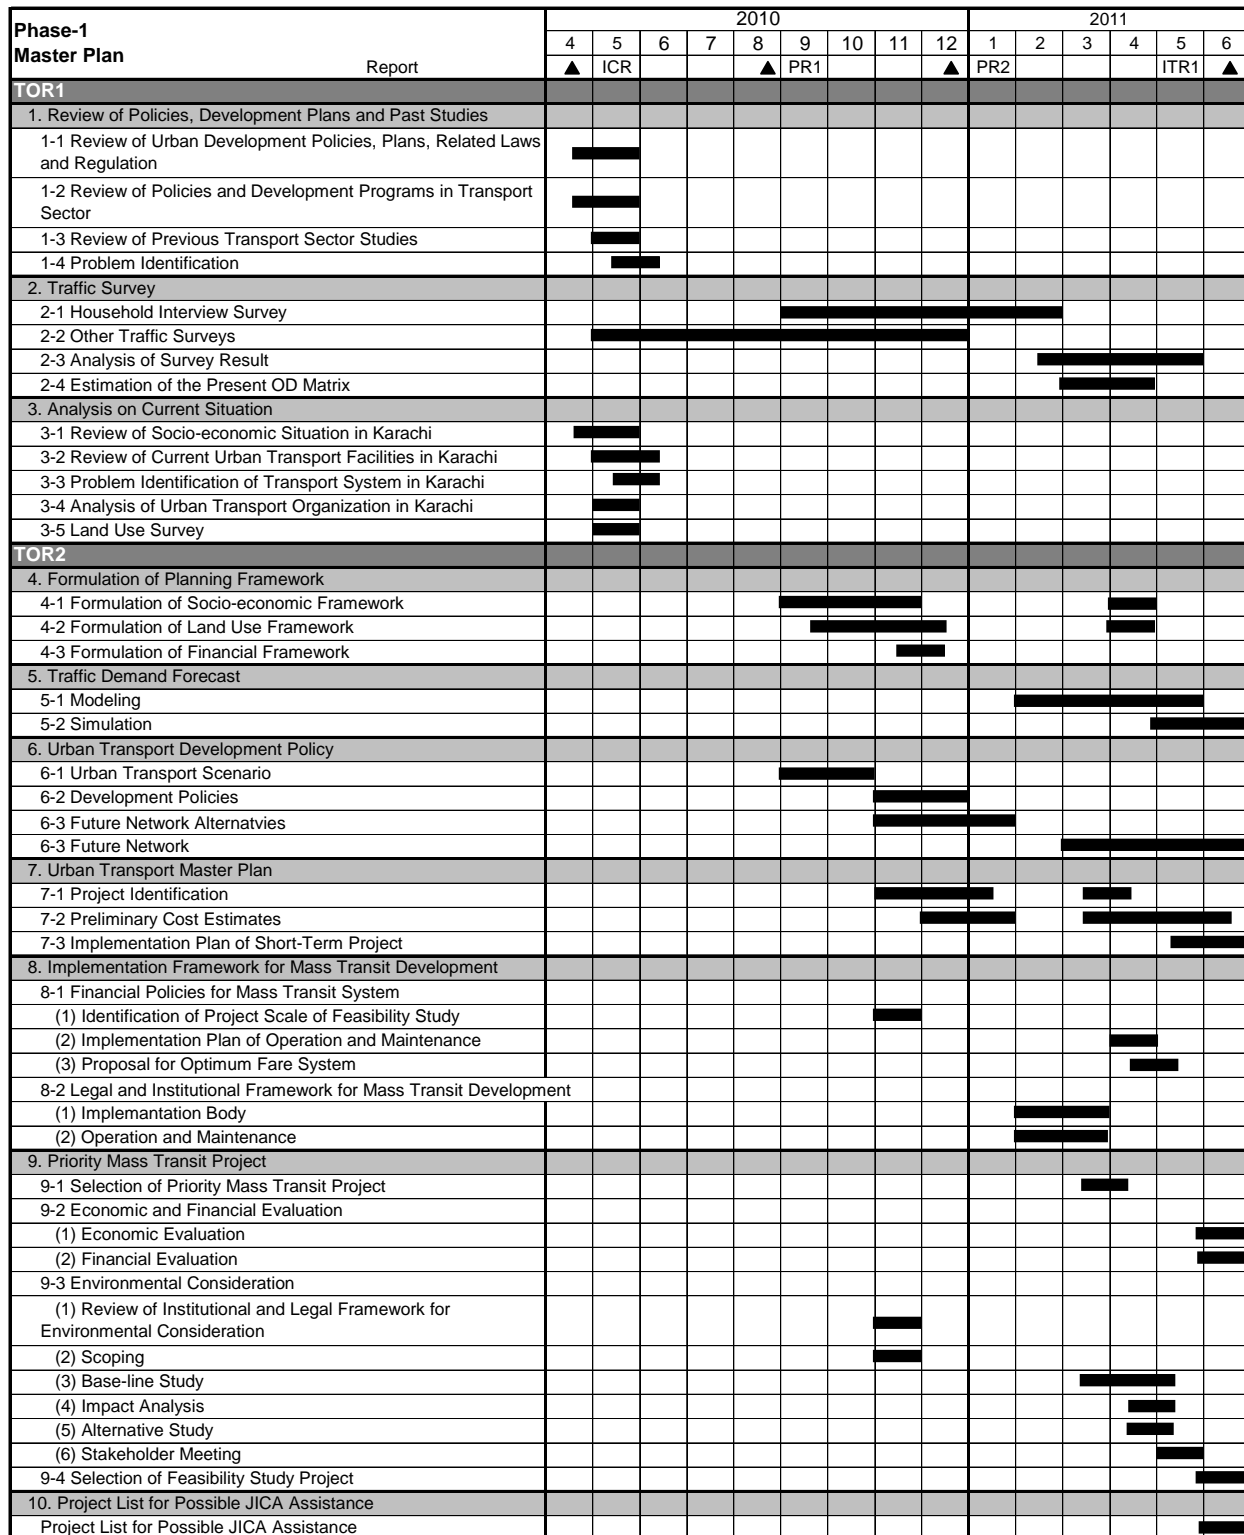 Phase-1
Master Plan
2010 2011
4 5 6 7 8 9 10 11 12 1 2 3 4 5 6
Report ▲ ICR ▲ PR1 ▲ PR2 ITR1 ▲
TOR1
1. Review of Policies, Development Plans and Past Studies
1-1 Review of Urban Development Policies, Plans, Related Laws
and Regulation
1-2 Review of Policies and Development Programs in Transport
Sector
1-3 Review of Previous Transport Sector Studies
1-4 Problem Identification
2. Traffic Survey
2-1 Household Interview Survey
2-2 Other Traffic Surveys
2-3 Analysis of Survey Result
2-4 Estimation of the Present OD Matrix
3. Analysis on Current Situation
3-1 Review of Socio-economic Situation in Karachi
3-2 Review of Current Urban Transport Facilities in Karachi
3-3 Problem Identification of Transport System in Karachi
3-4 Analysis of Urban Transport Organization in Karachi
3-5 Land Use Survey
TOR2
4. Formulation of Planning Framework
4-1 Formulation of Socio-economic Framework
4-2 Formulation of Land Use Framework
4-3 Formulation of Financial Framework
5. Traffic Demand Forecast
5-1 Modeling
5-2 Simulation
6. Urban Transport Development Policy
6-1 Urban Transport Scenario
6-2 Development Policies
6-3 Future Network Alternatvies
6-3 Future Network
7. Urban Transport Master Plan
7-1 Project Identification
7-2 Preliminary Cost Estimates
7-3 Implementation Plan of Short-Term Project
8. Implementation Framework for Mass Transit Development
8-1 Financial Policies for Mass Transit System
(1) Identification of Project Scale of Feasibility Study
(2) Implementation Plan of Operation and Maintenance
(3) Proposal for Optimum Fare System
8-2 Legal and Institutional Framework for Mass Transit Development
(1) Implemantation Body
(2) Operation and Maintenance
9. Priority Mass Transit Project
9-1 Selection of Priority Mass Transit Project
9-2 Economic and Financial Evaluation
(1) Economic Evaluation
(2) Financial Evaluation
9-3 Environmental Consideration
(1) Review of Institutional and Legal Framework for
Environmental Consideration
(2) Scoping
(3) Base-line Study
(4) Impact Analysis
(5) Alternative Study
(6) Stakeholder Meeting
9-4 Selection of Feasibility Study Project
10. Project List for Possible JICA Assistance
Project List for Possible JICA Assistance